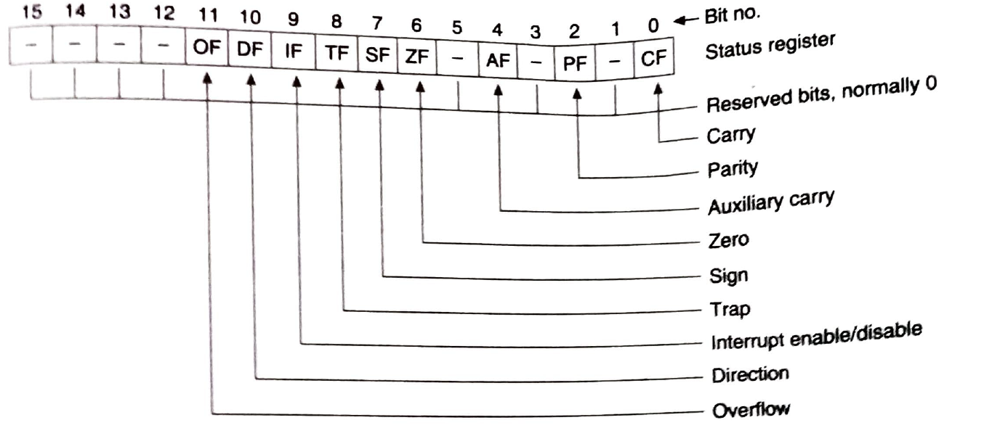 15 14 13 12 11 10 9 8 7 6 5 4 3 2 1 0 Bit no.
- - - - OF DF IF TF SF ZF - AF - PF - CF Status register
Reserved bits, normally 0
Carry
Parity
Auxiliary carry
Zero
Sign
Trap
Interrupt enable/disable
Direction
Overflow